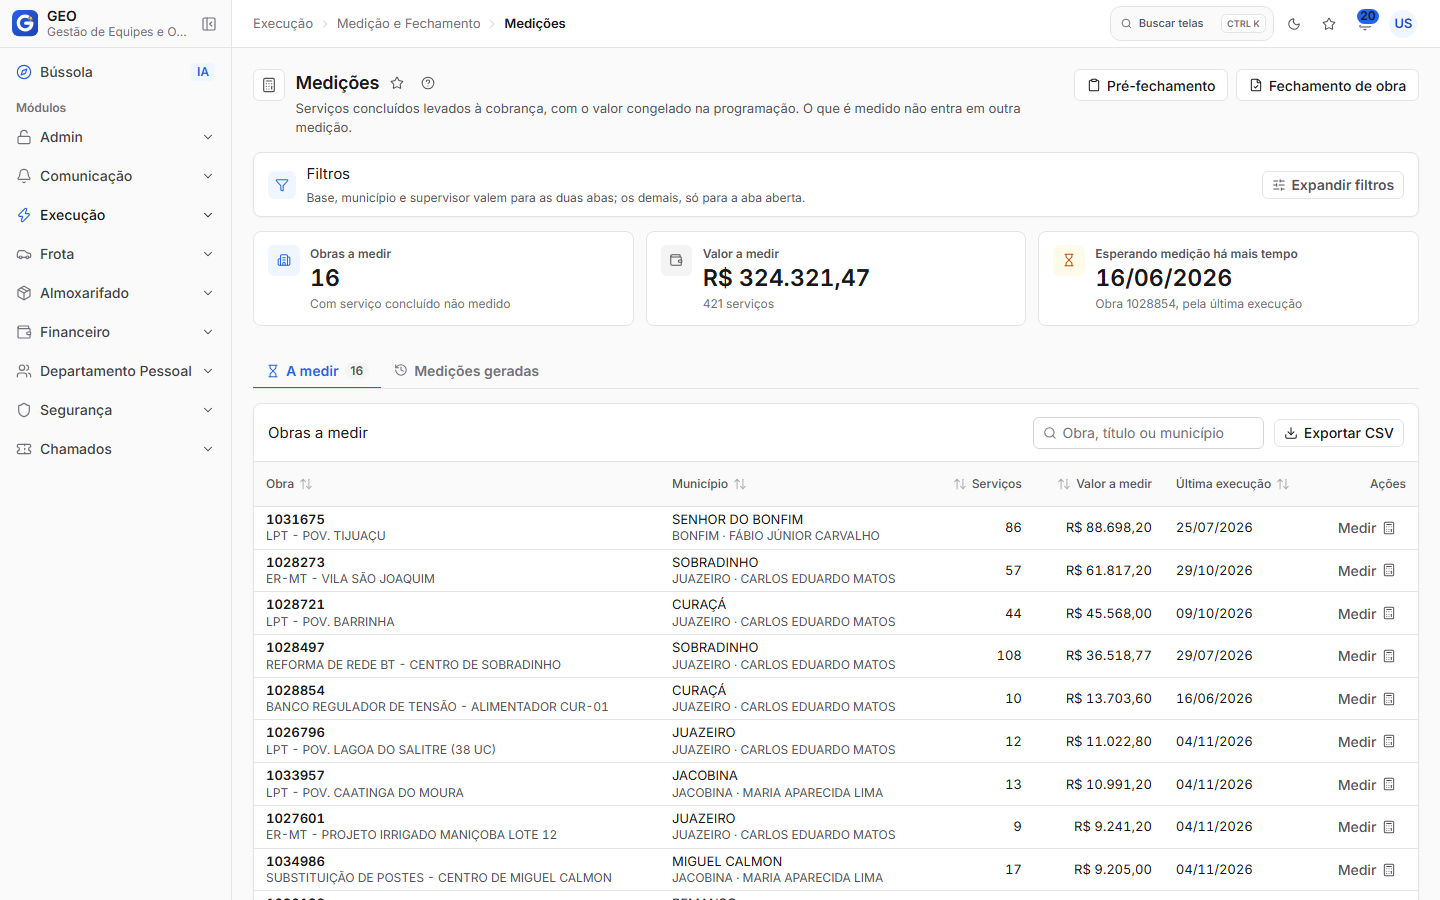 GEO
Gestão de Equipes e O...
Execução
Medição e Fechamento
Medições
Buscar telas
CTRL K
20
US
Bússola
IA
Módulos
Admin
Comunicação
Execução
Frota
Almoxarifado
Financeiro
Departamento Pessoal
Segurança
Chamados
Medições
Serviços concluídos levados à cobrança, com o valor congelado na programação. O que é medido não entra em outra
medição.
Pré-fechamento
Fechamento de obra
Filtros
Base, município e supervisor valem para as duas abas; os demais, só para a aba aberta.
Expandir filtros
Obras a medir
16
Com serviço concluído não medido
Valor a medir
R$ 324.321,47
421 serviços
Esperando medição há mais tempo
16/06/2026
Obra 1028854, pela última execução
A medir 16
Medições geradas
Obras a medir
Obra, título ou município
Exportar CSV
Obra Município Serviços Valor a medir Última execução Ações
1031675 SENHOR DO BONFIM
LPT - POV. TIJUAÇU BONFIM · FÁBIO JÚNIOR CARVALHO
86 R$ 88.698,20 25/07/2026 Medir
1028273 SOBRADINHO
ER-MT - VILA SÃO JOAQUIM JUAZEIRO · CARLOS EDUARDO MATOS
57 R$ 61.817,20 29/10/2026 Medir
1028721 CURAÇÁ
LPT - POV. BARRINHA JUAZEIRO · CARLOS EDUARDO MATOS
44 R$ 45.568,00 09/10/2026 Medir
1028497 SOBRADINHO
REFORMA DE REDE BT - CENTRO DE SOBRADINHO JUAZEIRO · CARLOS EDUARDO MATOS
108 R$ 36.518,77 29/07/2026 Medir
1028854 CURAÇÁ
BANCO REGULADOR DE TENSÃO - ALIMENTADOR CUR-01 JUAZEIRO · CARLOS EDUARDO MATOS
10 R$ 13.703,60 16/06/2026 Medir
1026796 JUAZEIRO
LPT - POV. LAGOA DO SALITRE (38 UC) JUAZEIRO · CARLOS EDUARDO MATOS
12 R$ 11.022,80 04/11/2026 Medir
1033957 JACOBINA
LPT - POV. CAATINGA DO MOURA JACOBINA · MARIA APARECIDA LIMA
13 R$ 10.991,20 04/11/2026 Medir
1027601 JUAZEIRO
ER-MT - PROJETO IRRIGADO MANIÇOBA LOTE 12 JUAZEIRO · CARLOS EDUARDO MATOS
9 R$ 9.241,20 04/11/2026 Medir
1034986 MIGUEL CALMON
SUBSTITUIÇÃO DE POSTES - CENTRO DE MIGUEL CALMON JACOBINA · MARIA APARECIDA LIMA
17 R$ 9.205,00 04/11/2026 Medir